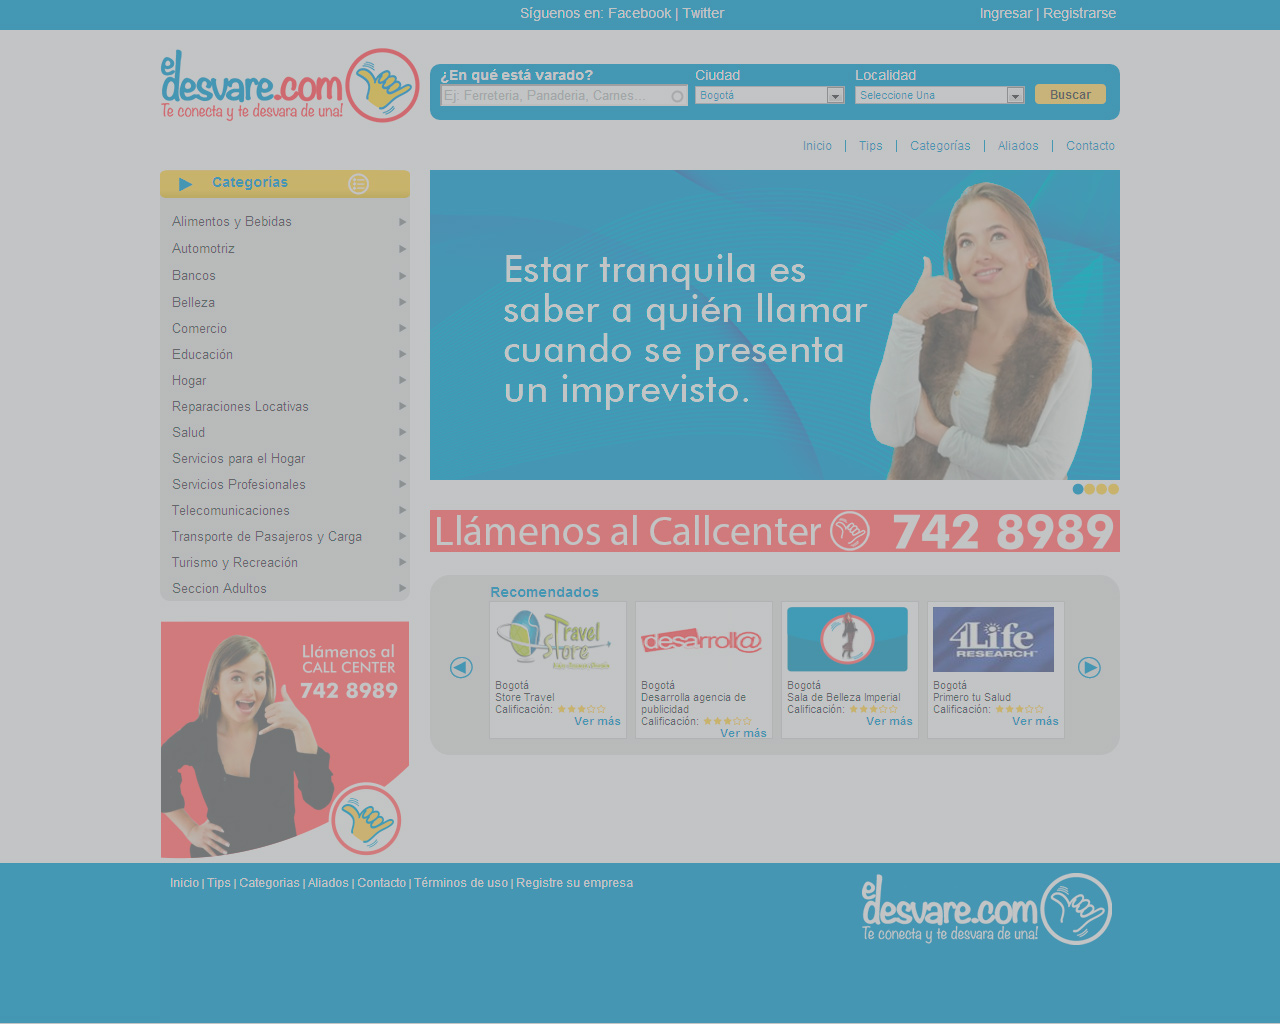 Síguenos en: Facebook | Twitter
Ingresar | Registrarse
eldesvare.com
Te conecta y te desvara de una!
¿En qué está varado?
Ciudad
Localidad
Ej: Ferreteria, Panaderia, Carnes...
Bogotá
Seleccione Una
Buscar
Inicio | Tips | Categorías | Aliados | Contacto
Categorías
Alimentos y Bebidas
Automotriz
Bancos
Belleza
Comercio
Educación
Hogar
Reparaciones Locativas
Salud
Servicios para el Hogar
Servicios Profesionales
Telecomunicaciones
Transporte de Pasajeros y Carga
Turismo y Recreación
Seccion Adultos
Estar tranquila es
saber a quién llamar
cuando se presenta
un imprevisto.
Llámenos al Callcenter 742 8989
Recomendados
Travel
Store
Bogotá
Store Travel
Calificación:
Ver más
desarroll@
Bogotá
Desarrolla agencia de
publicidad
Calificación:
Ver más
Bogotá
Sala de Belleza Imperial
Calificación:
Ver más
4Life
RESEARCH™
Bogotá
Primero tu Salud
Calificación:
Ver más
Llámenos al
CALL CENTER
742 8989
Inicio | Tips | Categorias | Aliados | Contacto | Términos de uso | Registre su empresa
eldesvare.com
Te conecta y te desvara de una!